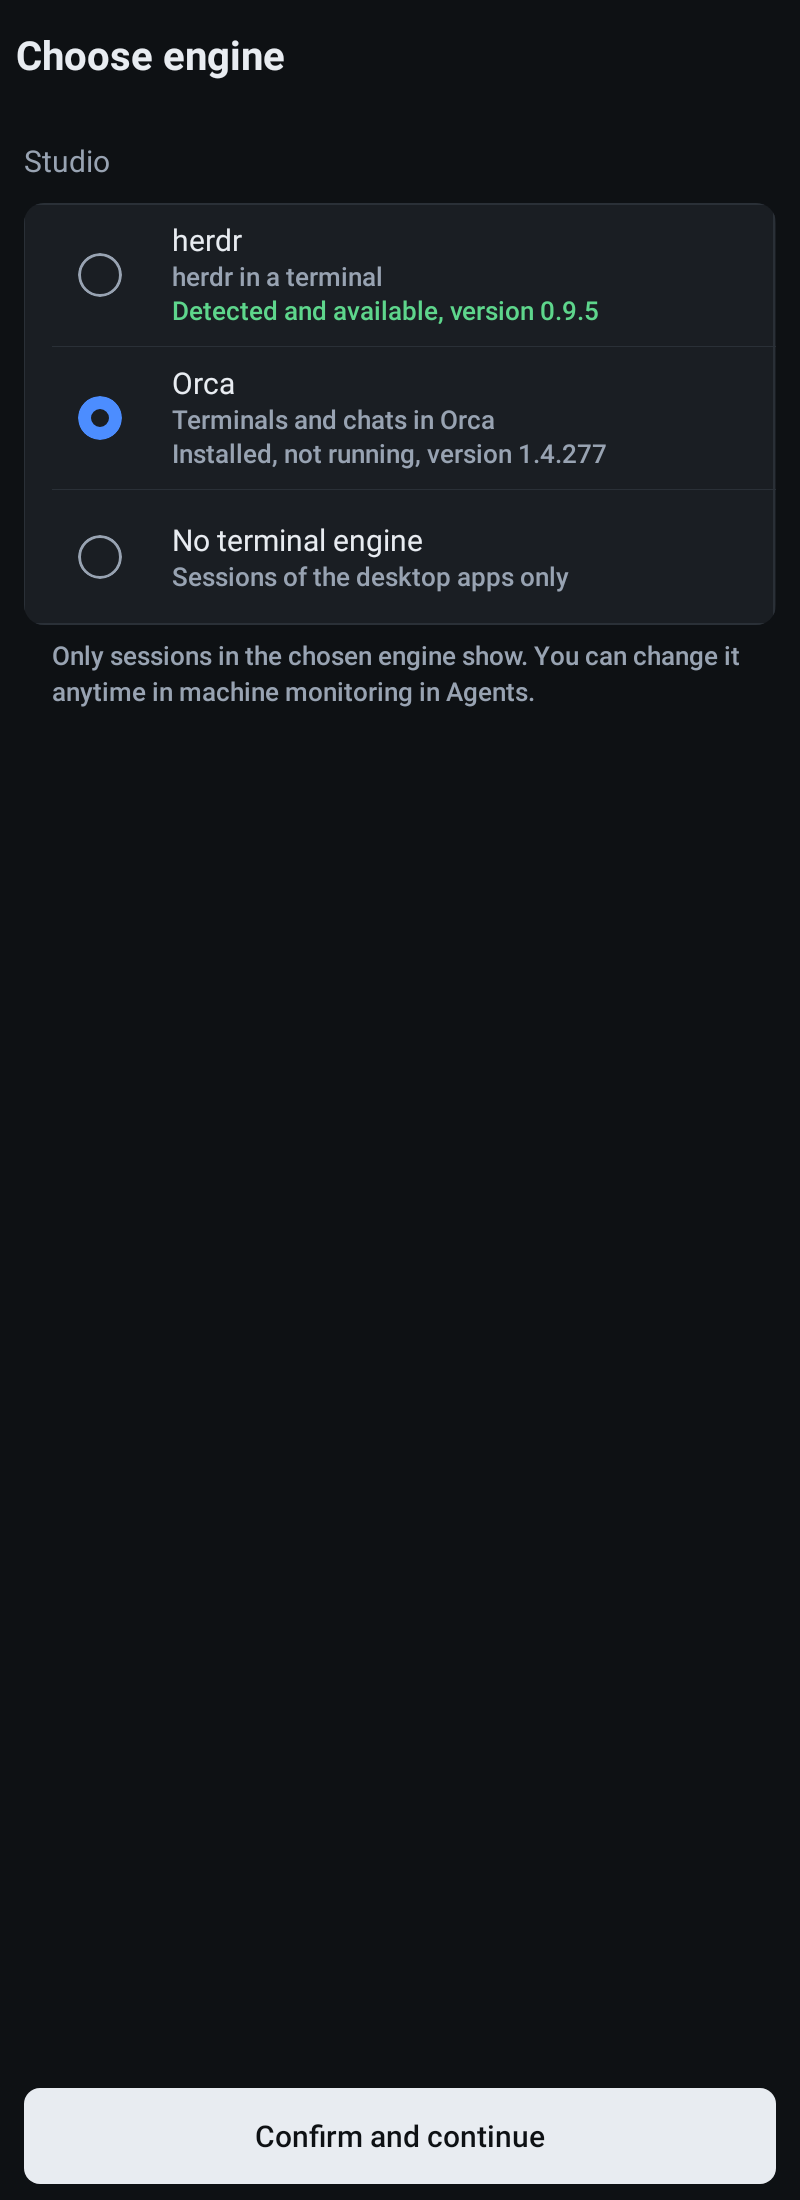 Choose engine
Studio
herdr
herdr in a terminal
Detected and available, version 0.9.5
Orca
Terminals and chats in Orca
Installed, not running, version 1.4.277
No terminal engine
Sessions of the desktop apps only
Only sessions in the chosen engine show. You can change it
anytime in machine monitoring in Agents.
Confirm and continue